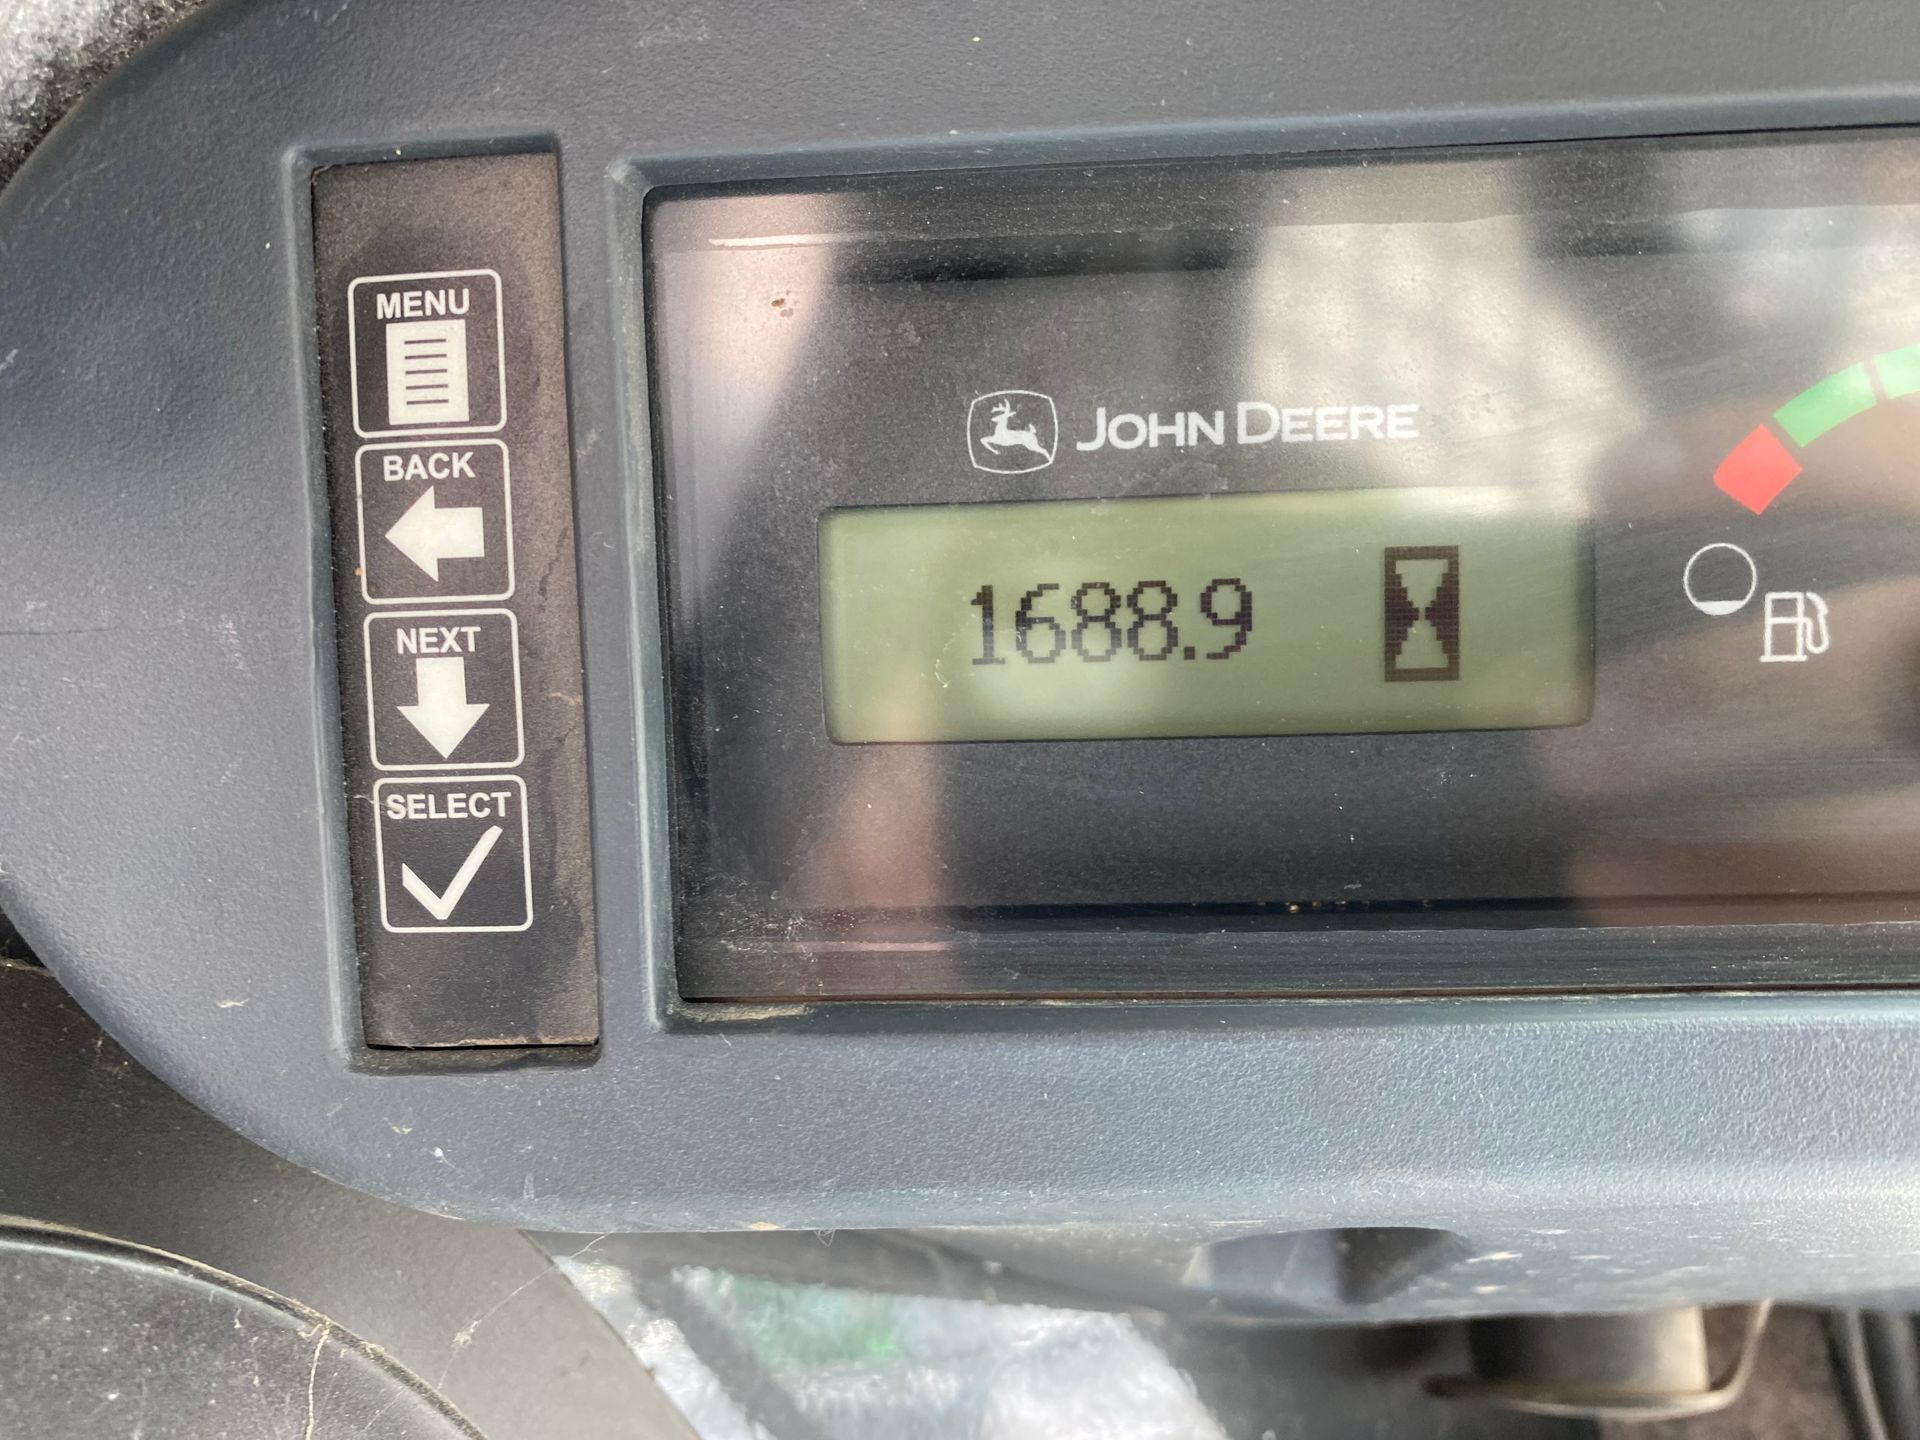 MENU
BACK
NEXT
SELECT
JOHN DEERE
1688.9